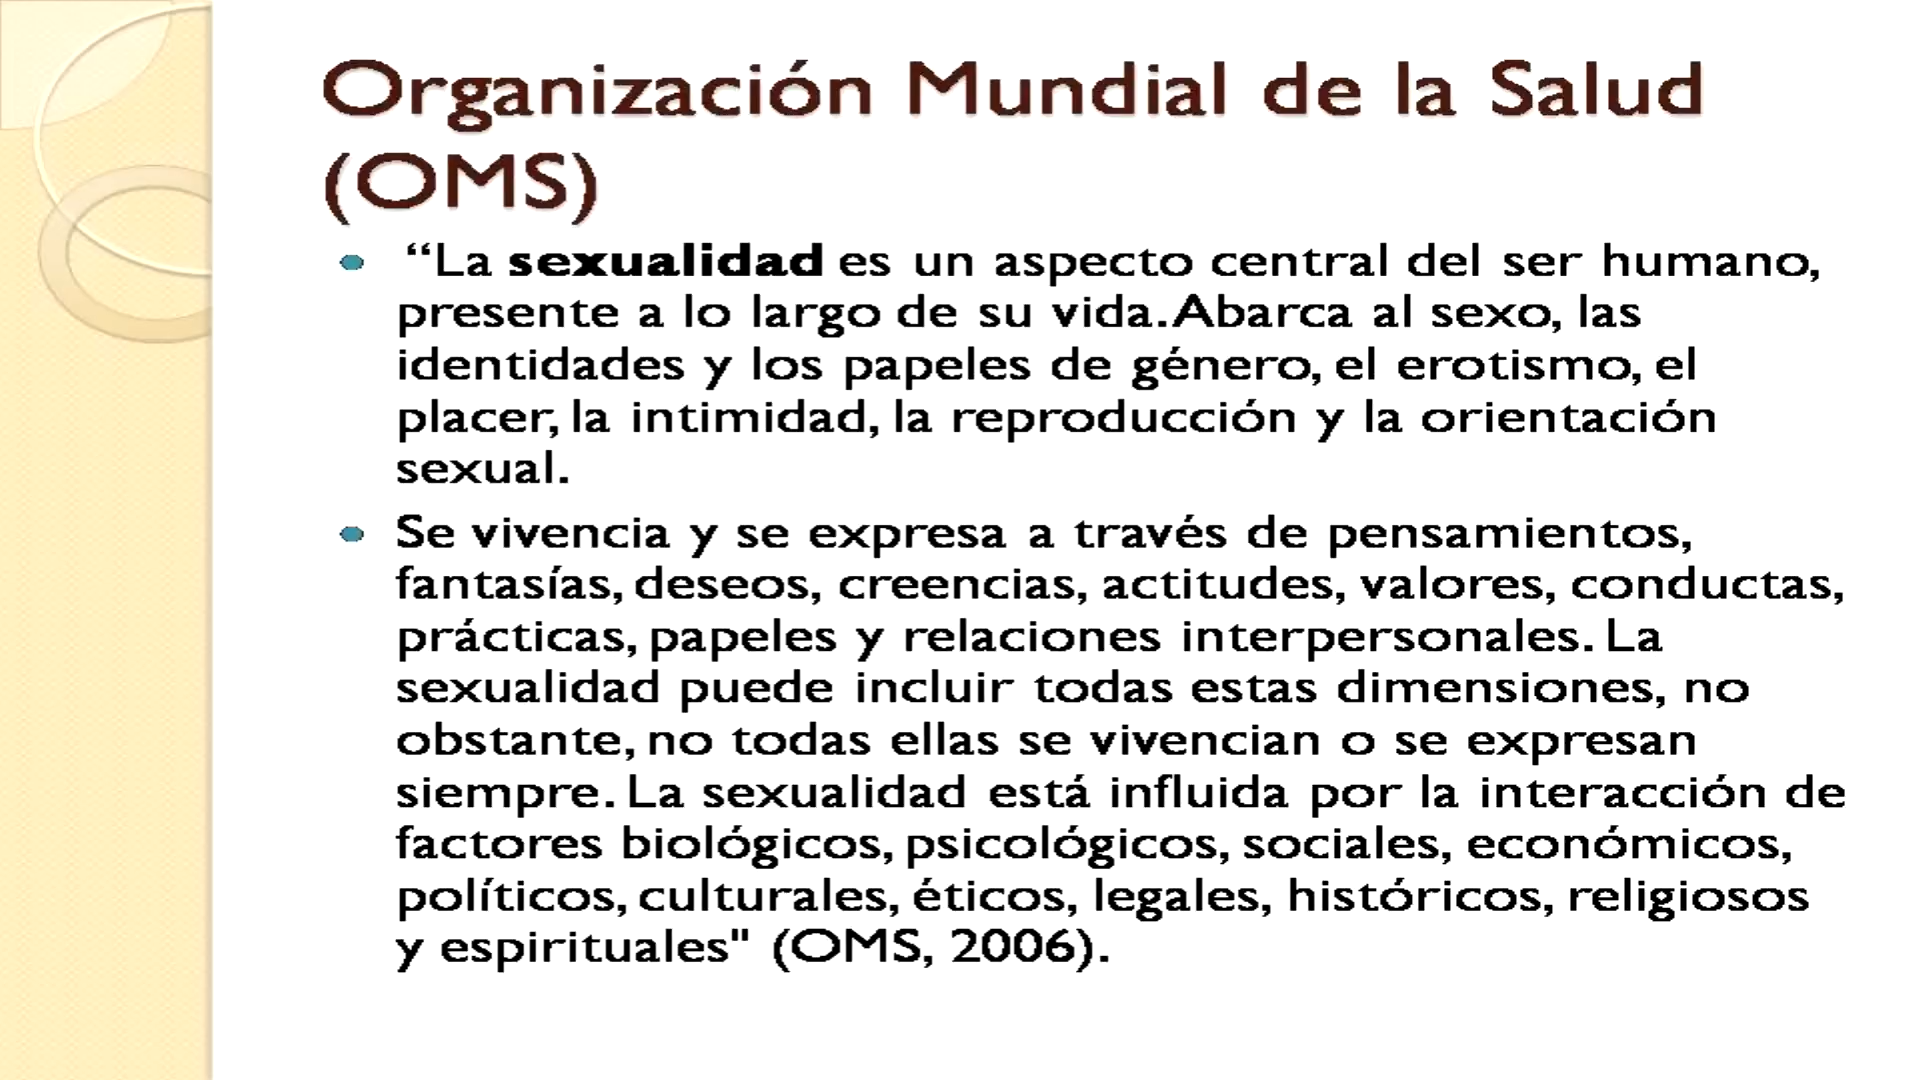 Organización Mundial de la Salud
(OMS)
“La sexualidad es un aspecto central del ser humano,
presente a lo largo de su vida. Abarca al sexo, las
identidades y los papeles de género, el erotismo, el
placer, la intimidad, la reproducción y la orientación
sexual.
Se vivencia y se expresa a través de pensamientos,
fantasías, deseos, creencias, actitudes, valores, conductas,
prácticas, papeles y relaciones interpersonales. La
sexualidad puede incluir todas estas dimensiones, no
obstante, no todas ellas se vivencian o se expresan
siempre. La sexualidad está influida por la interacción de
factores biológicos, psicológicos, sociales, económicos,
políticos, culturales, éticos, legales, históricos, religiosos
y espirituales" (OMS, 2006).